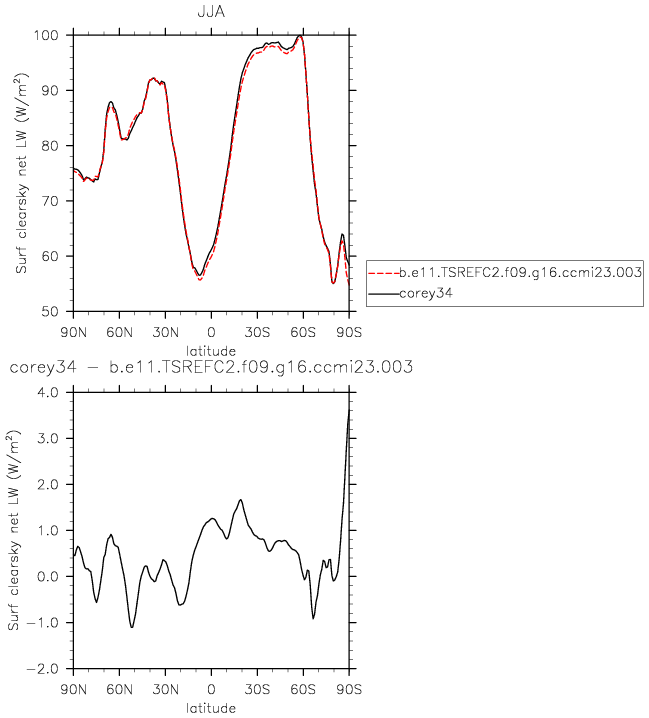 JJA
Surf clearsky net LW (W/m²)
100
90
80
70
60
50
90N 60N 30N 0 30S 60S 90S
latitude
b.e11.TSREFC2.f09.g16.ccmi23.003
corey34
corey34 − b.e11.TSREFC2.f09.g16.ccmi23.003
Surf clearsky net LW (W/m²)
4.0
3.0
2.0
1.0
0.0
−1.0
−2.0
90N 60N 30N 0 30S 60S 90S
latitude